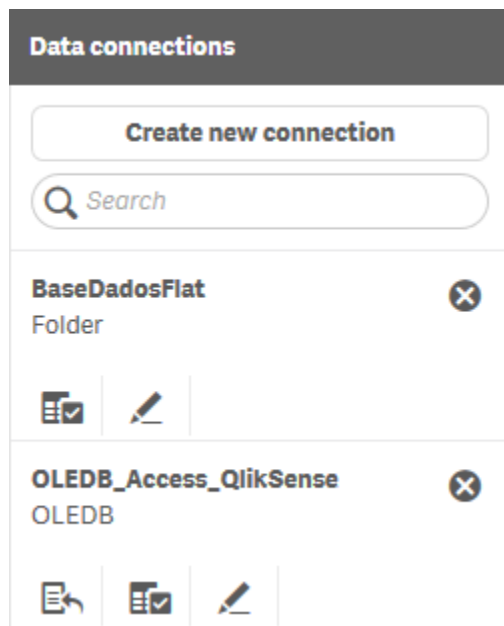 Data connections
Create new connection
Search
BaseDadosFlat
Folder
OLEDB_Access_QlikSense
OLEDB